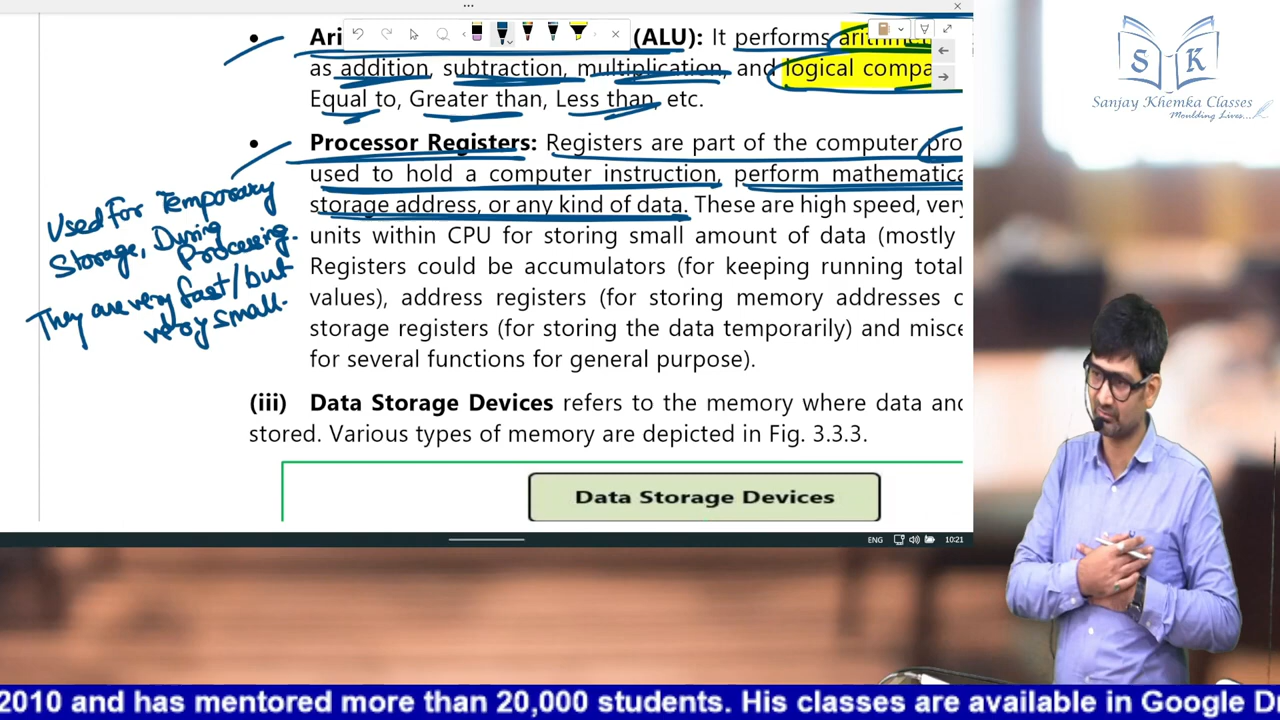 Ari (ALU): It performs arithme
as addition, subtraction, multiplication, and logical compa
Equal to, Greater than, Less than, etc.
• Processor Registers: Registers are part of the computer pro
used to hold a computer instruction, perform mathematica
storage address, or any kind of data. These are high speed, very
units within CPU for storing small amount of data (mostly
Registers could be accumulators (for keeping running total
values), address registers (for storing memory addresses o
storage registers (for storing the data temporarily) and misce
for several functions for general purpose).
Used For Temporary
Storage, During
Processing.
They are very fast/but
very small.
(iii) Data Storage Devices refers to the memory where data and
stored. Various types of memory are depicted in Fig. 3.3.3.
Data Storage Devices
ENG 10:21
S K
Sanjay Khemka Classes
Moulding Lives...
2010 and has mentored more than 20,000 students. His classes are available in Google D